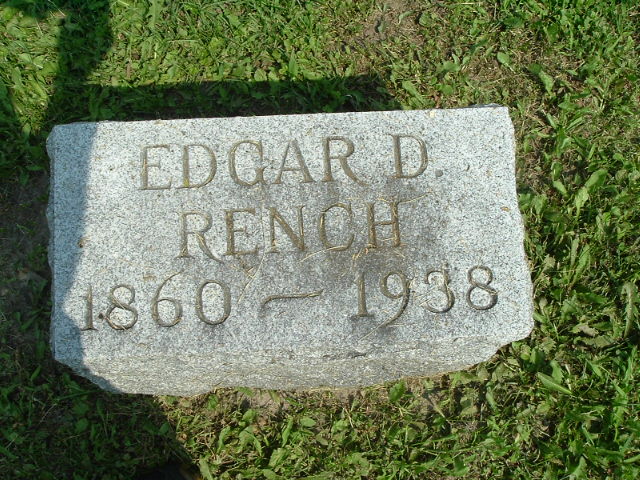 EDGAR D.
RENCH
1860 – 1938